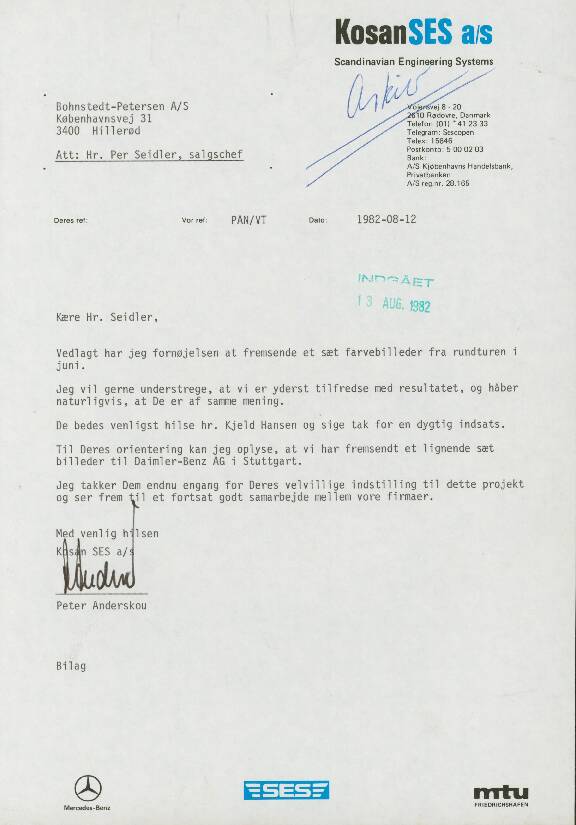 KosanSES a/s
Scandinavian Engineering Systems
Arkiv
Bohnstedt-Petersen A/S
Københavnsvej 31
3400 Hillerød
Att: Hr. Per Seidler, salgschef
Vojensvej 8 - 20
2610 Rødovre, Danmark
Telefon: (01) *41 23 33
Telegram: Sescopen
Telex: 15646
Postkonto: 5 00 02 03
Bank:
A/S Kjøbenhavns Handelsbank,
Privatbanken
A/S reg.nr. 28.166
Deres ref: Vor ref: PAN/VT Dato: 1982-08-12
INDGÅET
13 AUG. 1982
Kære Hr. Seidler,
Vedlagt har jeg fornøjelsen at fremsende et sæt farvebilleder fra rundturen i
juni.
Jeg vil gerne understrege, at vi er yderst tilfredse med resultatet, og håber
naturligvis, at De er af samme mening.
De bedes venligst hilse hr. Kjeld Hansen og sige tak for en dygtig indsats.
Til Deres orientering kan jeg oplyse, at vi har fremsendt et lignende sæt
billeder til Daimler-Benz AG i Stuttgart.
Jeg takker Dem endnu engang for Deres velvillige indstilling til dette projekt
og ser frem til et fortsat godt samarbejde mellem vore firmaer.
Med venlig hilsen
Kosan SES a/s
Peter Anderskou
Bilag
Mercedes-Benz
SES
mtu
FRIEDRICHSHAFEN